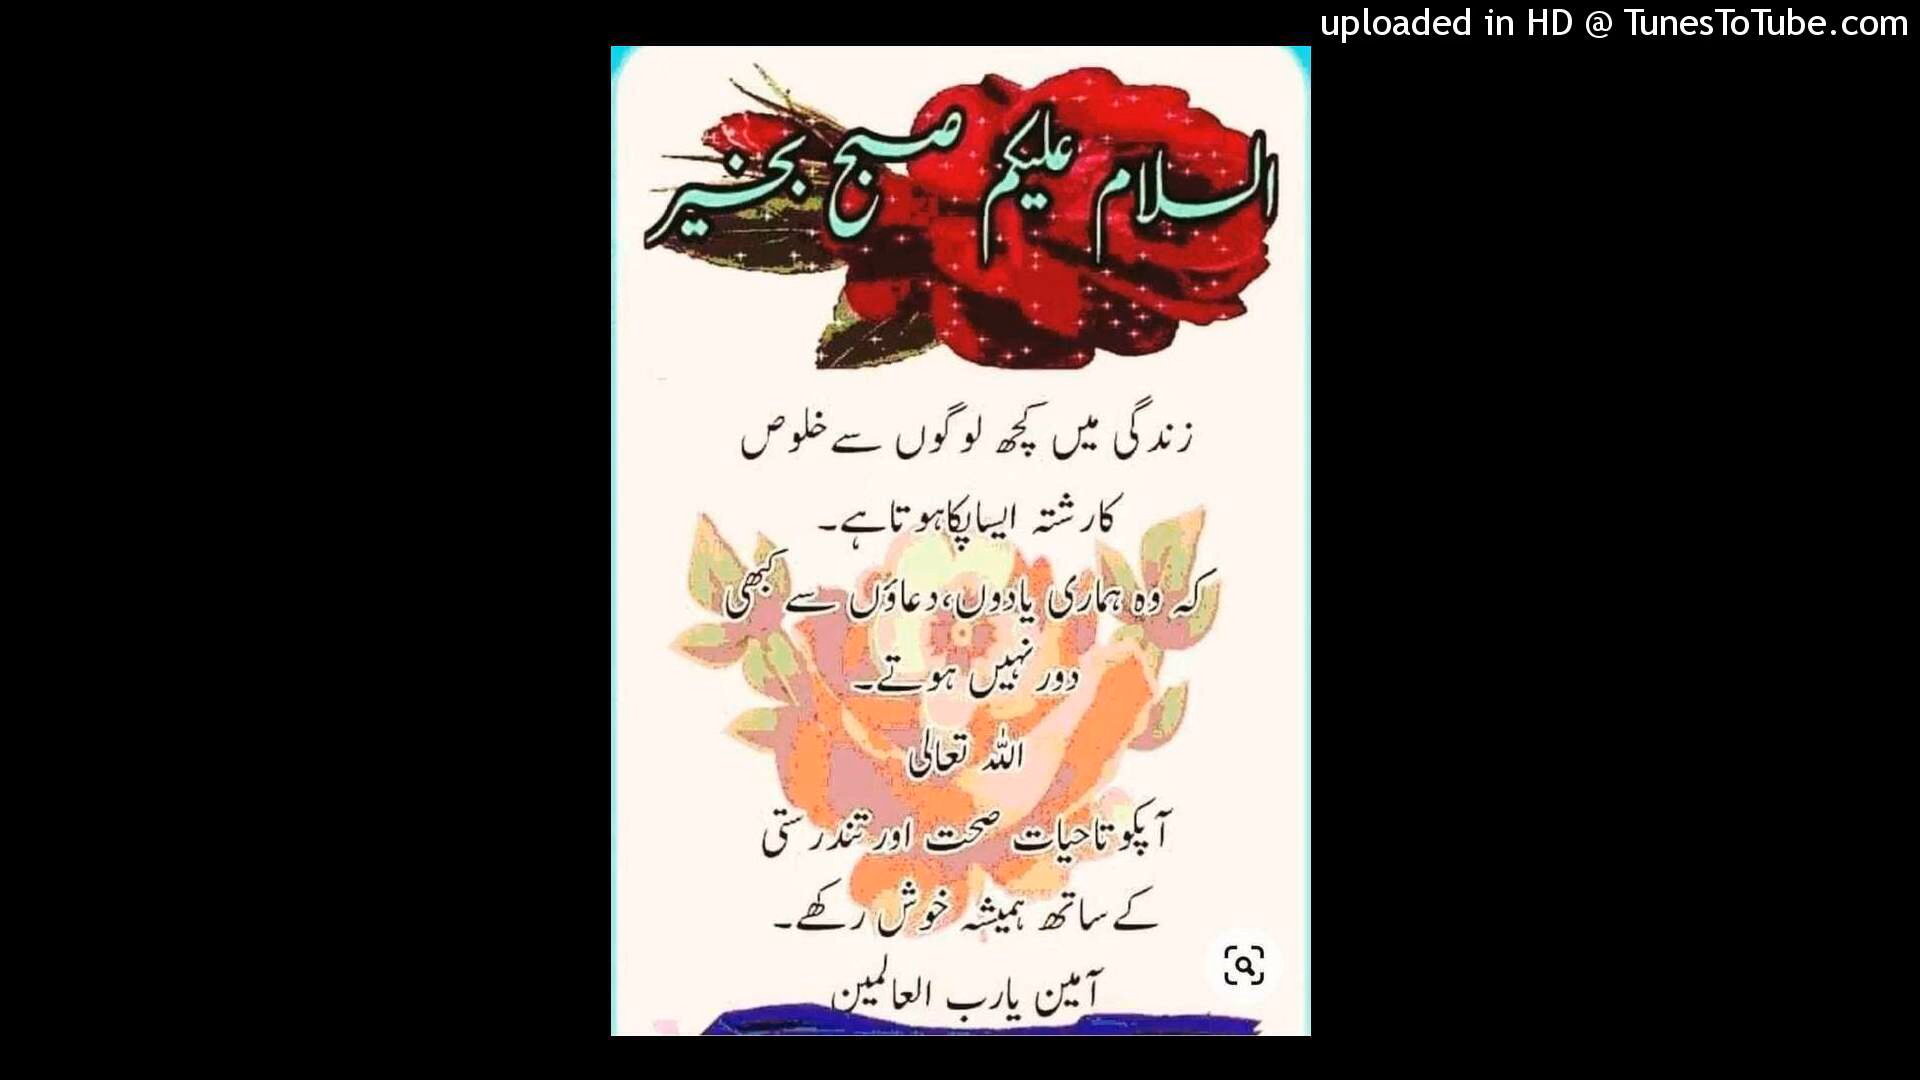 uploaded in HD @ TunesToTube.com
السلام علیکم صبح بخیر
زندگی میں کچھ لوگوں سے خلوص
کا رشتہ ایسا پکا ہوتا ہے۔
کہ وہ ہماری یادوں، دعاؤں سے کبھی
دور نہیں ہوتے۔
اللہ تعالی
آپکو تاحیات صحت اور تندرستی
کے ساتھ ہمیشہ خوش رکھے۔
آمین یارب العالمین